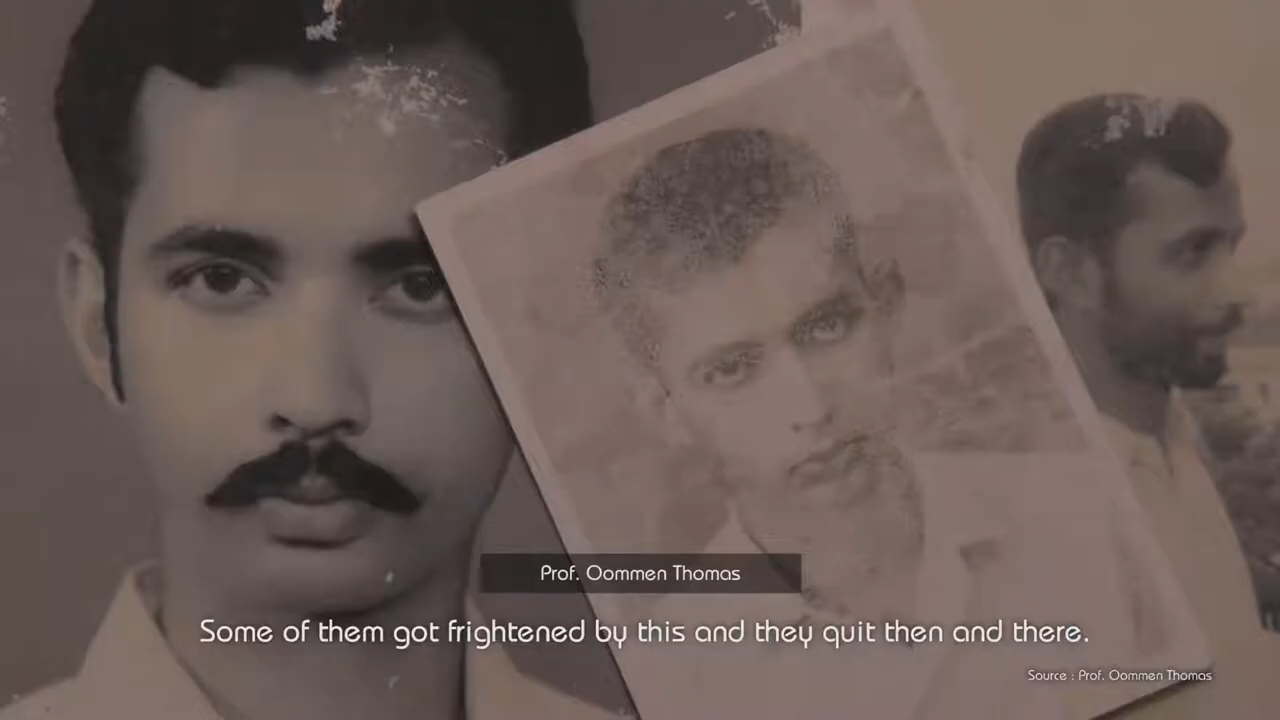 Prof. Oommen Thomas
Some of them got frightened by this and they quit then and there.
Source : Prof. Oommen Thomas